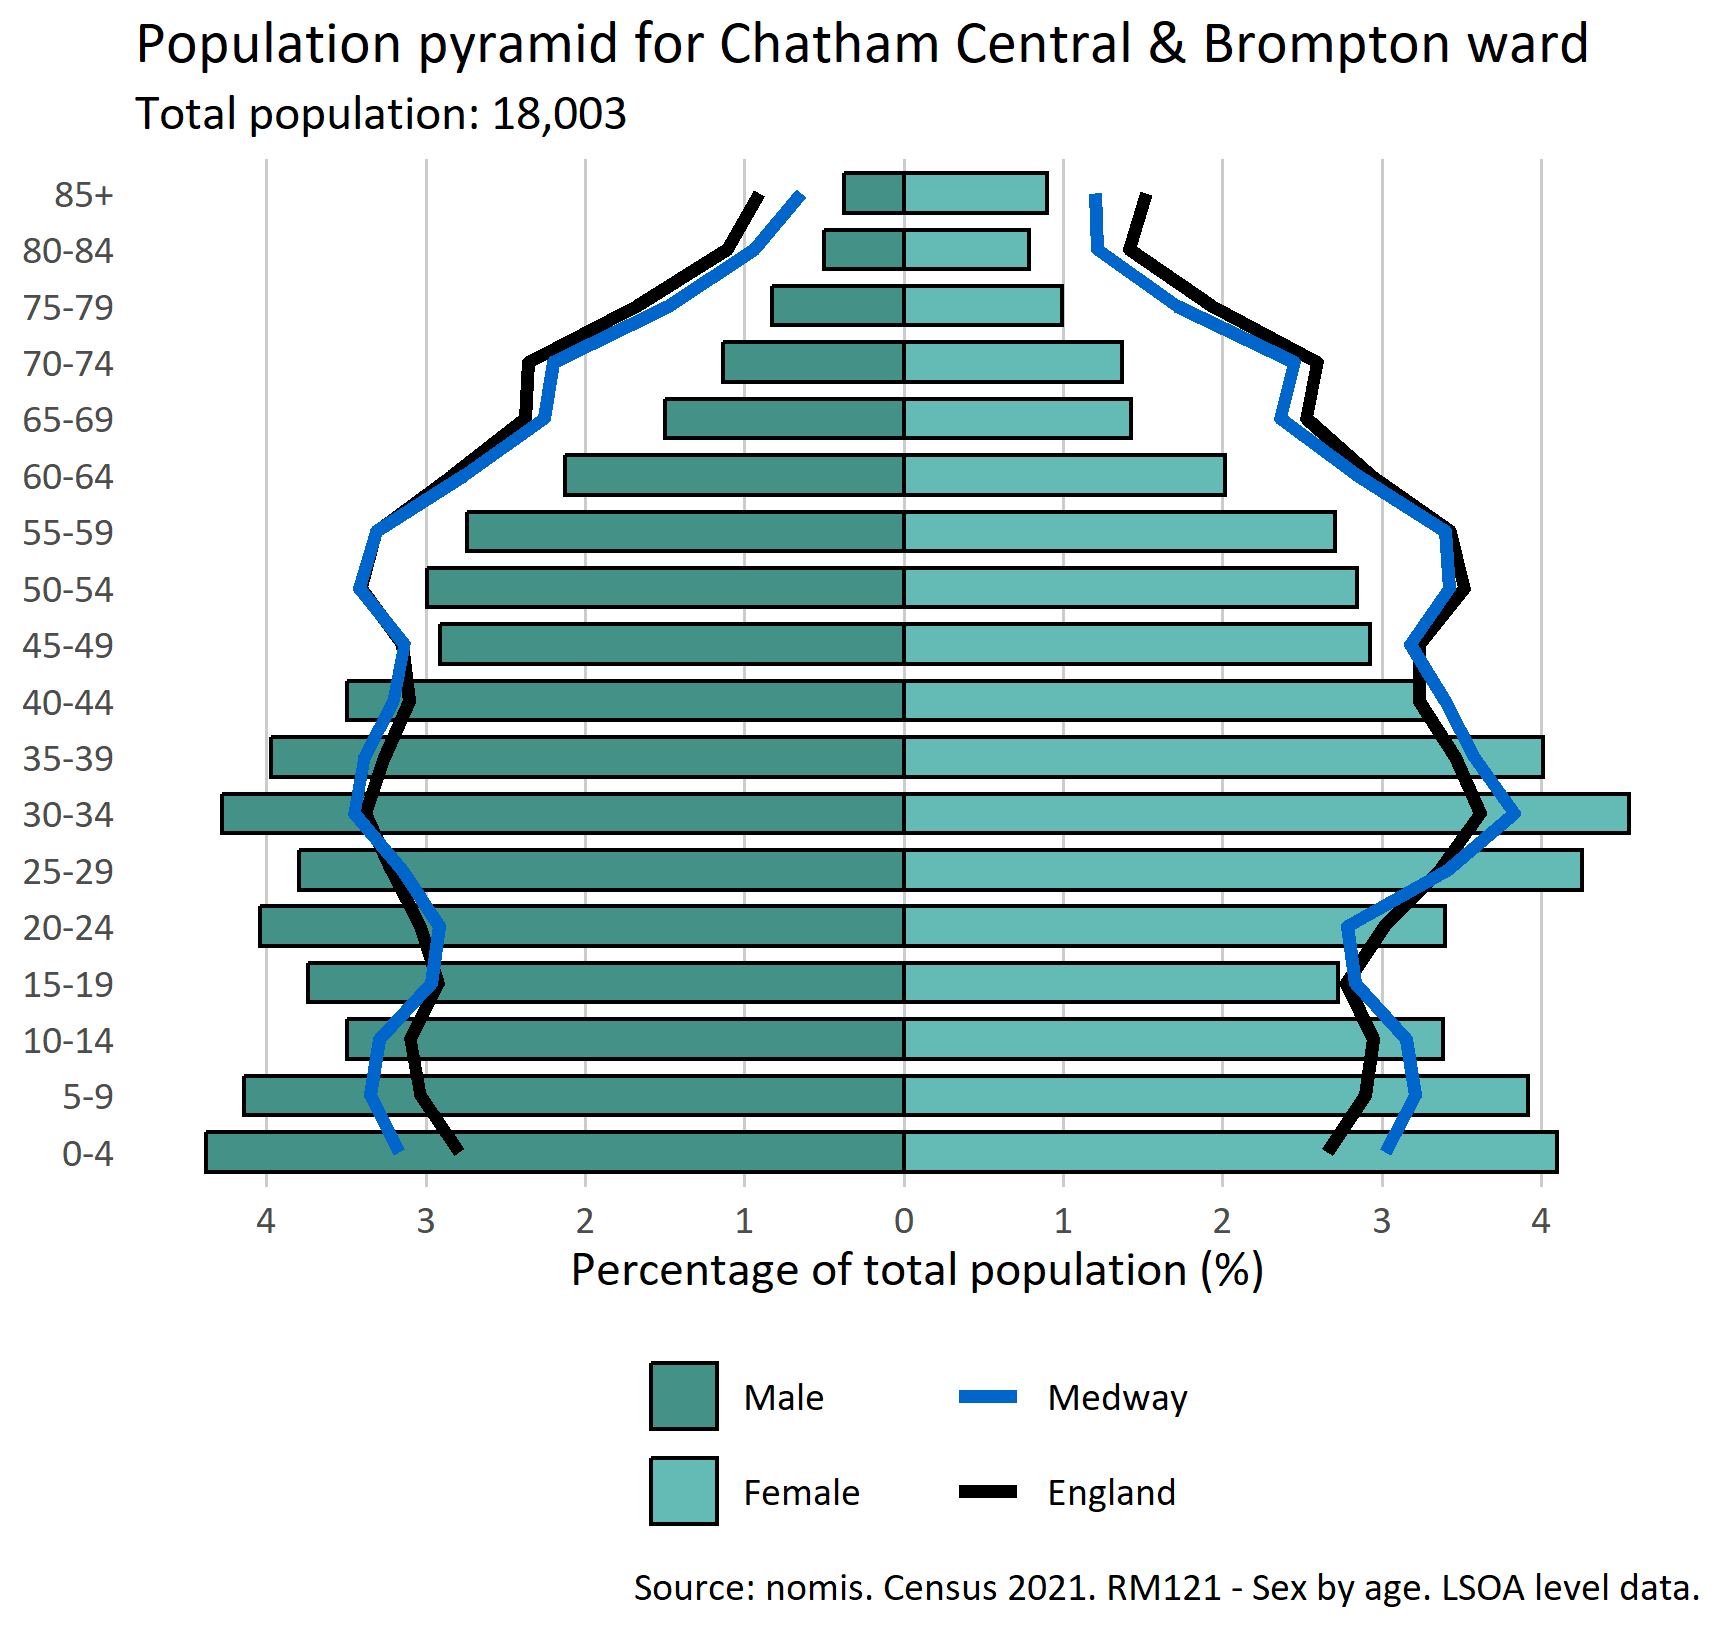 Population pyramid for Chatham Central & Brompton ward
Total population: 18,003
85+
80-84
75-79
70-74
65-69
60-64
55-59
50-54
45-49
40-44
35-39
30-34
25-29
20-24
15-19
10-14
5-9
0-4
4 3 2 1 0 1 2 3 4
Percentage of total population (%)
Male Medway
Female England
Source: nomis. Census 2021. RM121 - Sex by age. LSOA level data.